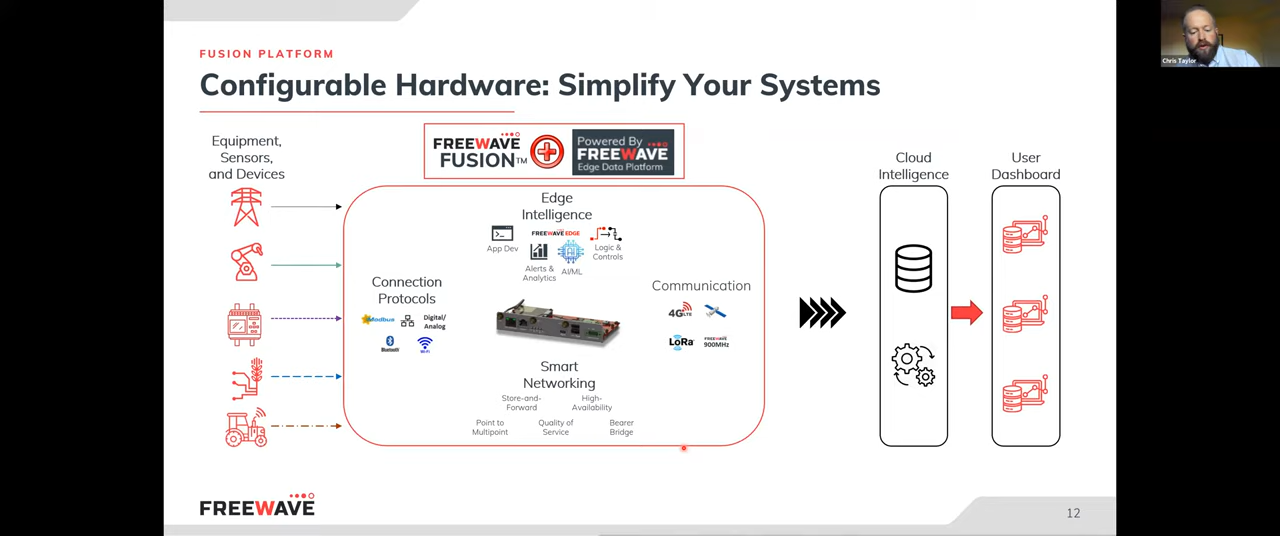 FUSION PLATFORM
Configurable Hardware: Simplify Your Systems
Equipment,
Sensors,
and Devices
FREEWAVE
FUSION™
Powered By
FREEWAVE
Edge Data Platform
Edge
Intelligence
App Dev
FREEWAVE EDGE
Logic &
Controls
Alerts &
Analytics
AI
AI/ML
Connection
Protocols
Modbus
Digital/
Analog
Bluetooth
Wi-Fi
Communication
4G LTE
LoRa
FREEWAVE
900MHz
Smart
Networking
Store-and-
Forward
High-
Availability
Point to
Multipoint
Quality of
Service
Bearer
Bridge
Cloud
Intelligence
User
Dashboard
FREEWAVE
12
Chris Taylor